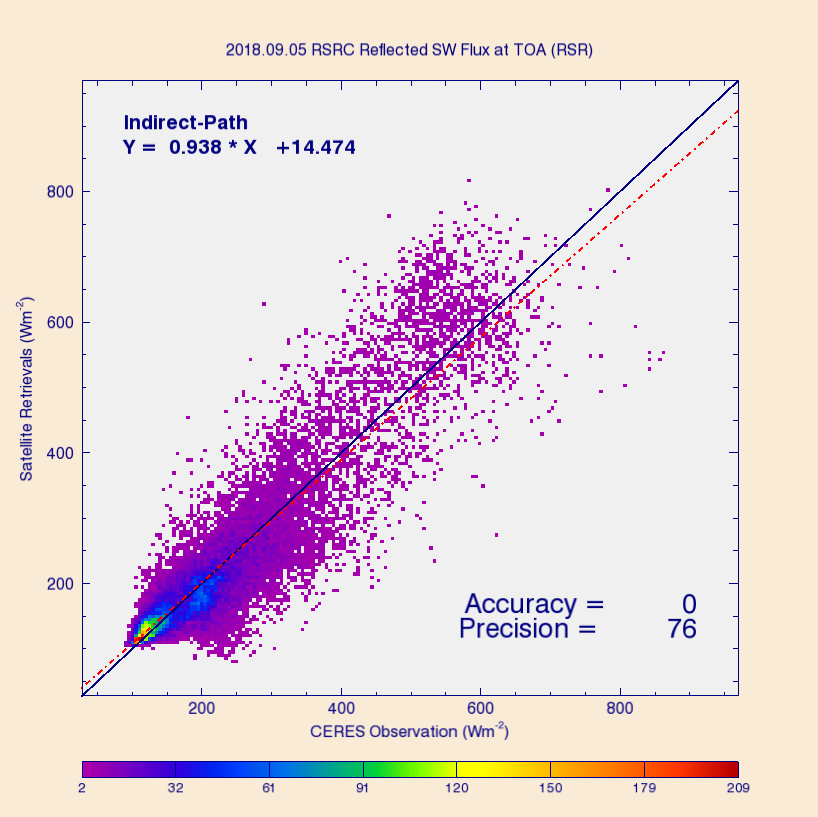 2018.09.05 RSRC Reflected SW Flux at TOA (RSR)
Indirect-Path
Y = 0.938 * X +14.474
800
600
400
200
Satellite Retrievals (Wm-2)
Accuracy = 0
Precision = 76
200 400 600 800
CERES Observation (Wm-2)
2 32 61 91 120 150 179 209